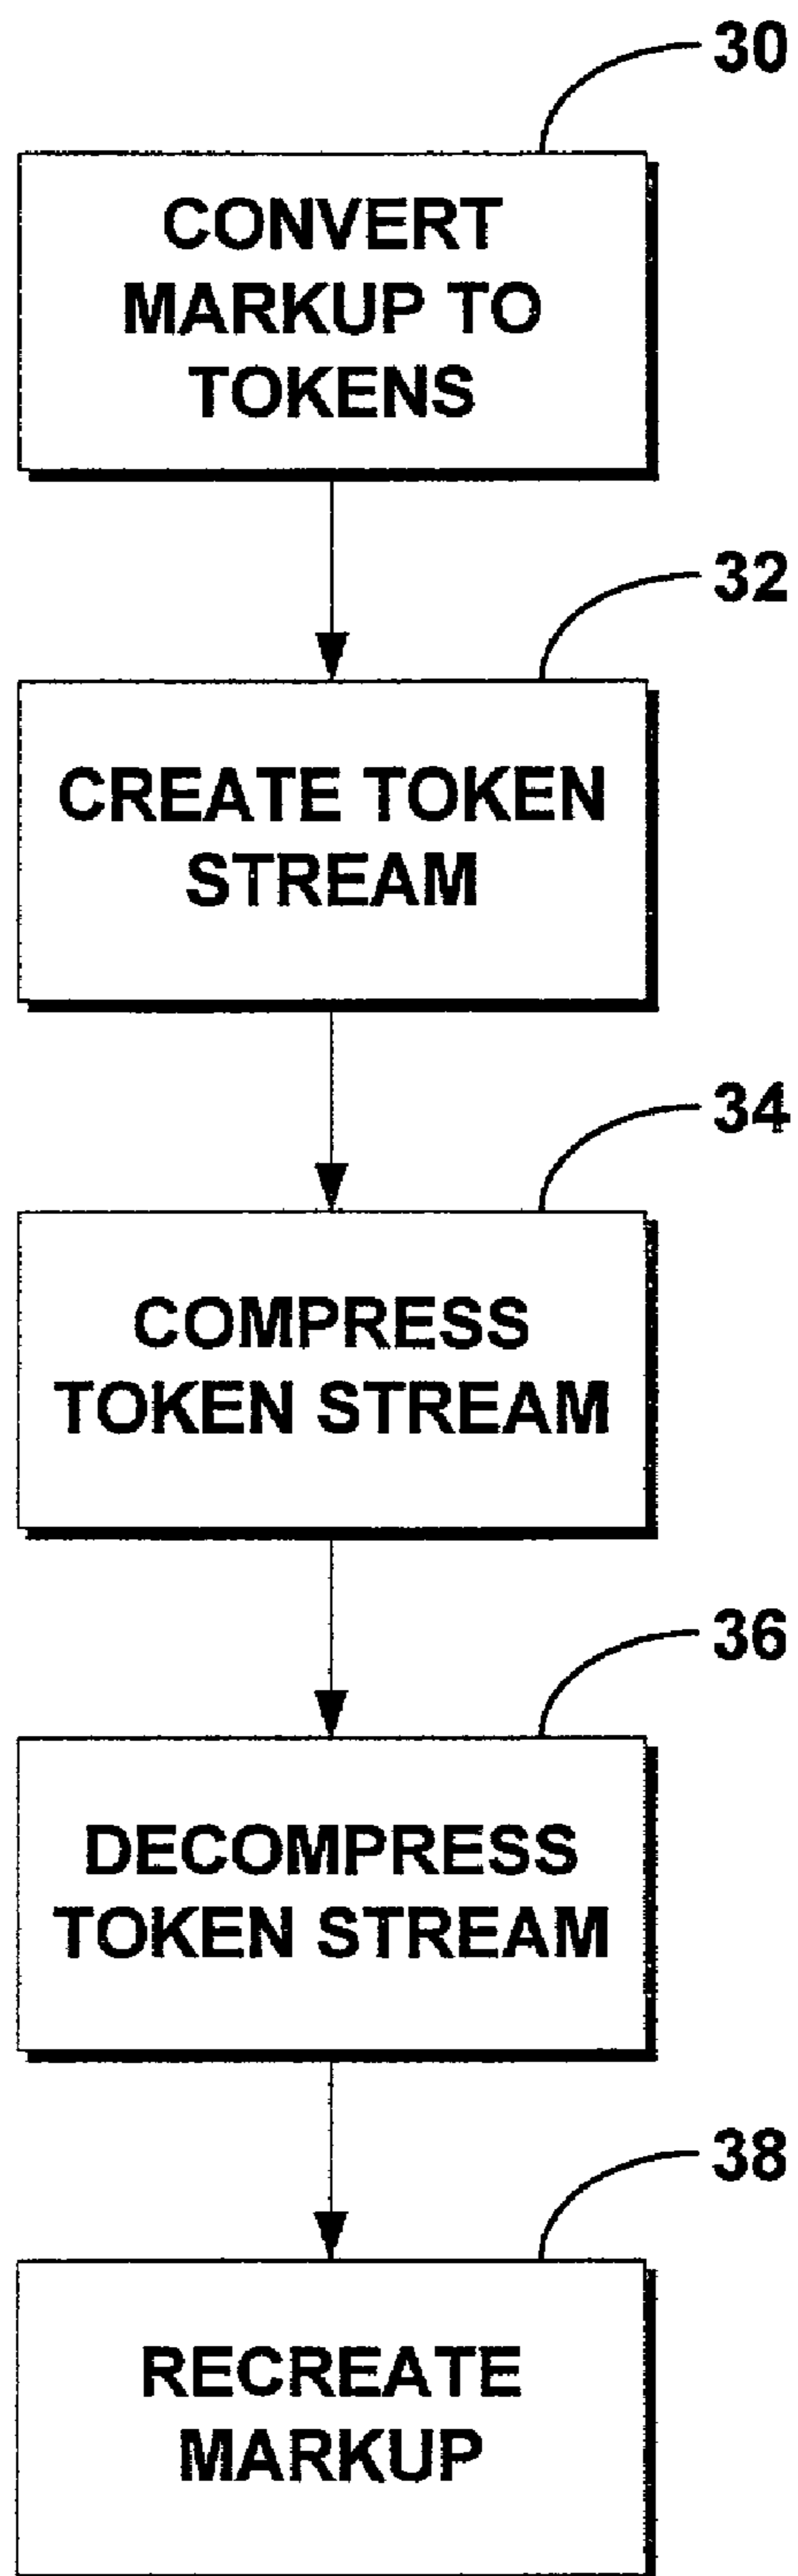 30
CONVERT
MARKUP TO
TOKENS
32
CREATE TOKEN
STREAM
34
COMPRESS
TOKEN STREAM
36
DECOMPRESS
TOKEN STREAM
38
RECREATE
MARKUP